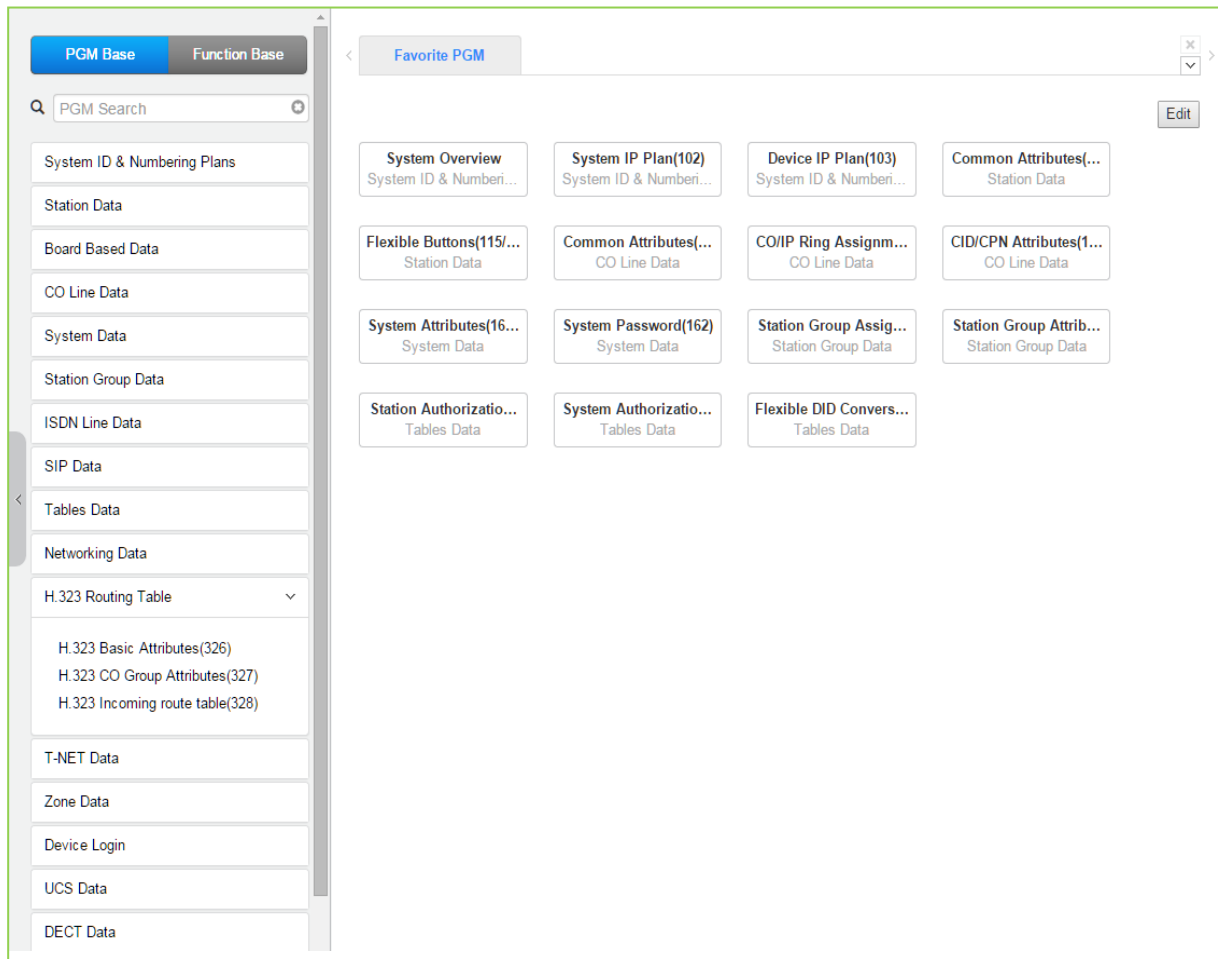 PGM Base
Function Base
PGM Search
System ID & Numbering Plans
Station Data
Board Based Data
CO Line Data
System Data
Station Group Data
ISDN Line Data
SIP Data
Tables Data
Networking Data
H.323 Routing Table
H.323 Basic Attributes(326)
H.323 CO Group Attributes(327)
H.323 Incoming route table(328)
T-NET Data
Zone Data
Device Login
UCS Data
DECT Data
Favorite PGM
Edit
System Overview
System ID & Numberi...
System IP Plan(102)
System ID & Numberi...
Device IP Plan(103)
System ID & Numberi...
Common Attributes(...
Station Data
Flexible Buttons(115/...
Station Data
Common Attributes(...
CO Line Data
CO/IP Ring Assignm...
CO Line Data
CID/CPN Attributes(1...
CO Line Data
System Attributes(16...
System Data
System Password(162)
System Data
Station Group Assig...
Station Group Data
Station Group Attrib...
Station Group Data
Station Authorizatio...
Tables Data
System Authorizatio...
Tables Data
Flexible DID Convers...
Tables Data